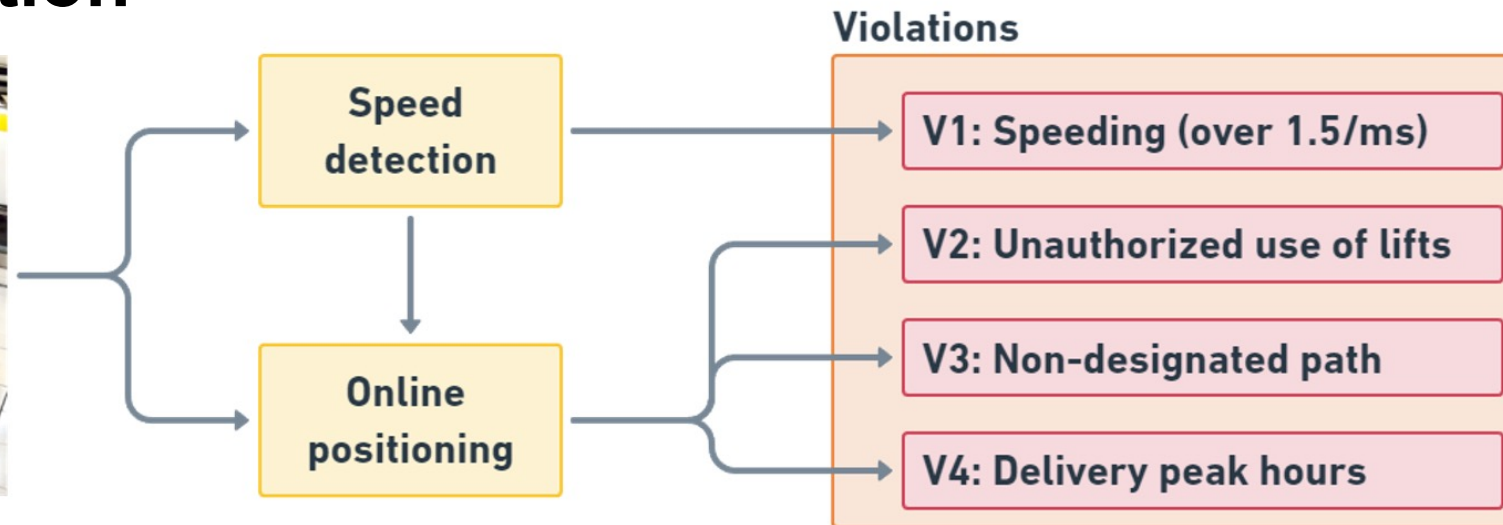 Violations
Speed
detection
V1: Speeding (over 1.5/ms)
V2: Unauthorized use of lifts
Online
positioning
V3: Non-designated path
V4: Delivery peak hours